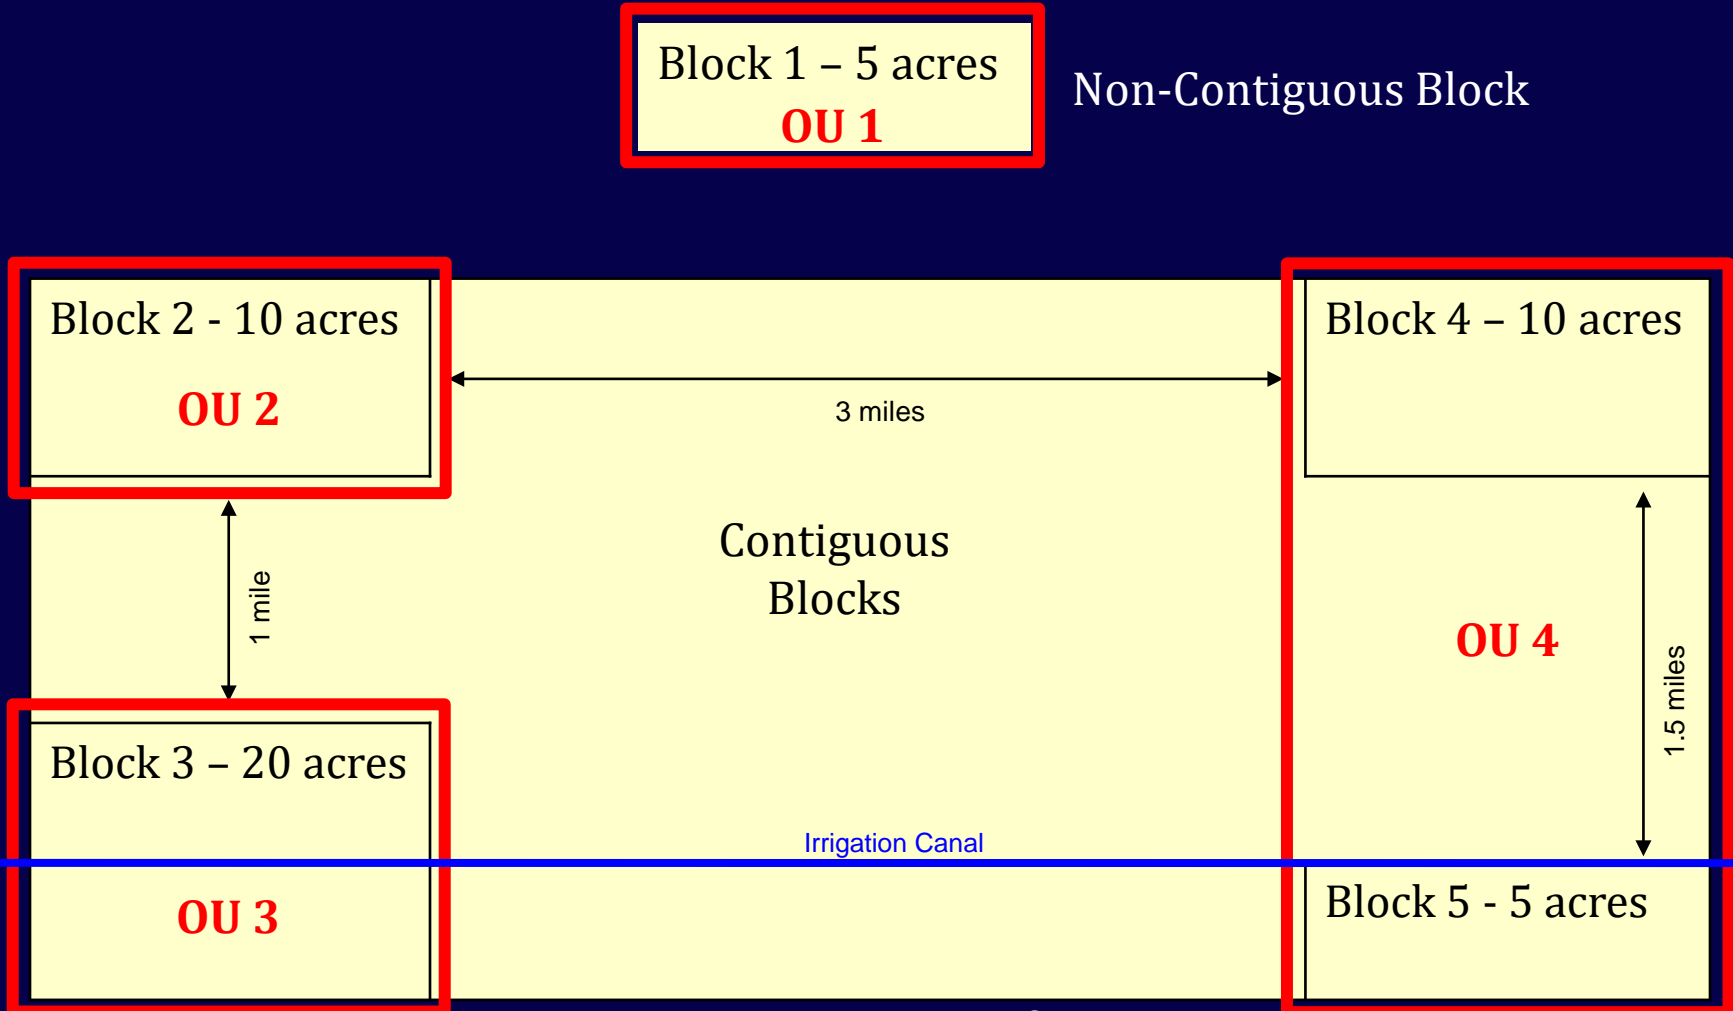 Block 1 – 5 acres
OU 1
Non-Contiguous Block
Block 2 - 10 acres
OU 2
Block 4 – 10 acres
3 miles
Contiguous
Blocks
1 mile
OU 4
1.5 miles
Block 3 – 20 acres
Irrigation Canal
OU 3
Block 5 - 5 acres